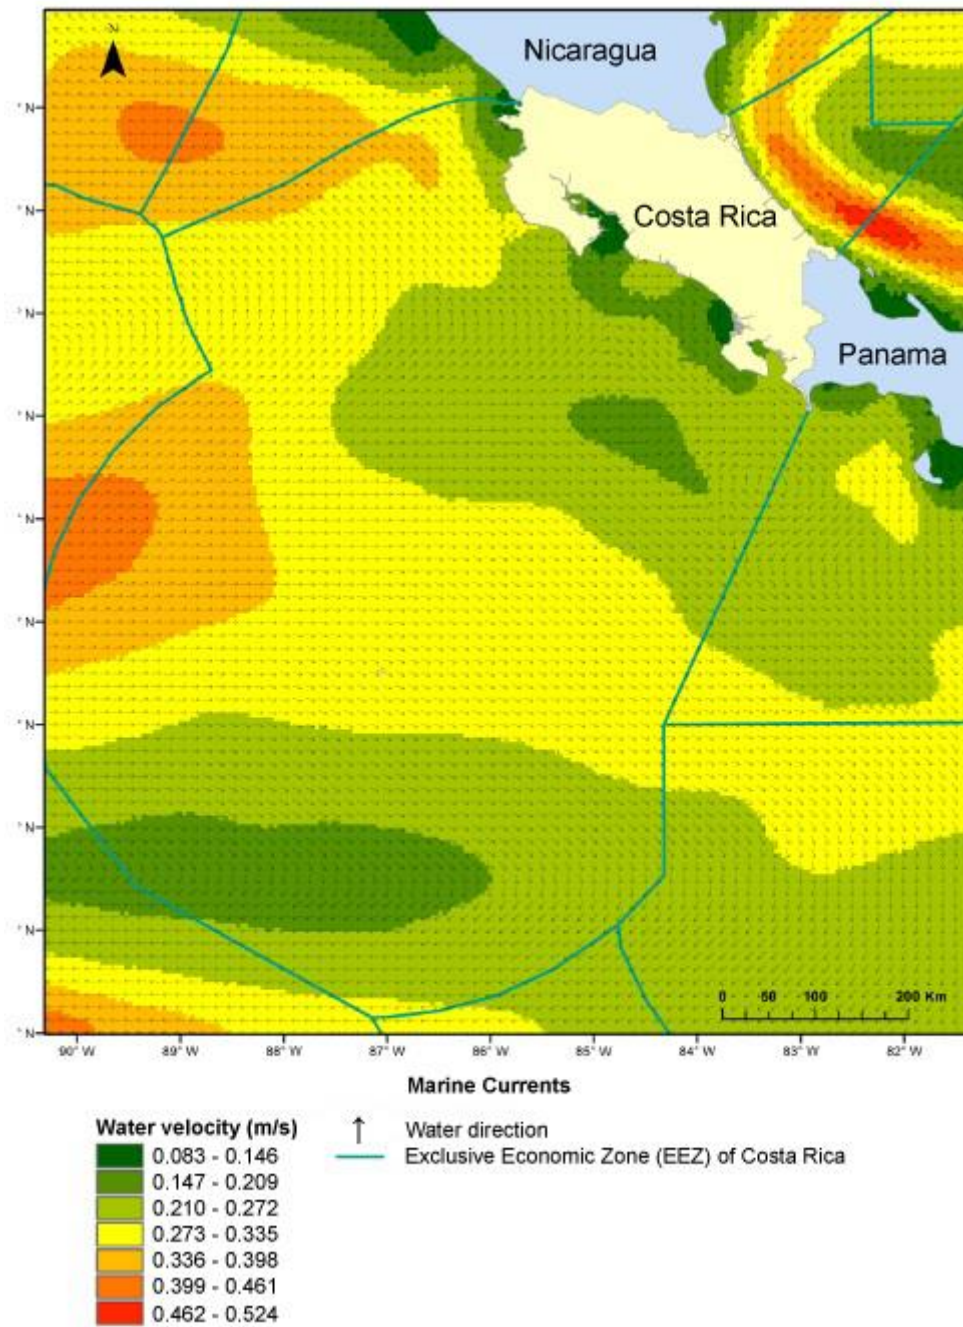 Nicaragua
° N
° N
Costa Rica
° N
Panama
° N
° N
° N
° N
° N
° N
0 50 100 200 Km
° N
90° W 89° W 88° W 87° W 86° W 85° W 84° W 83° W 82° W
Marine Currents
Water velocity (m/s)
↑ Water direction
Exclusive Economic Zone (EEZ) of Costa Rica
0.083 - 0.146
0.147 - 0.209
0.210 - 0.272
0.273 - 0.335
0.336 - 0.398
0.399 - 0.461
0.462 - 0.524